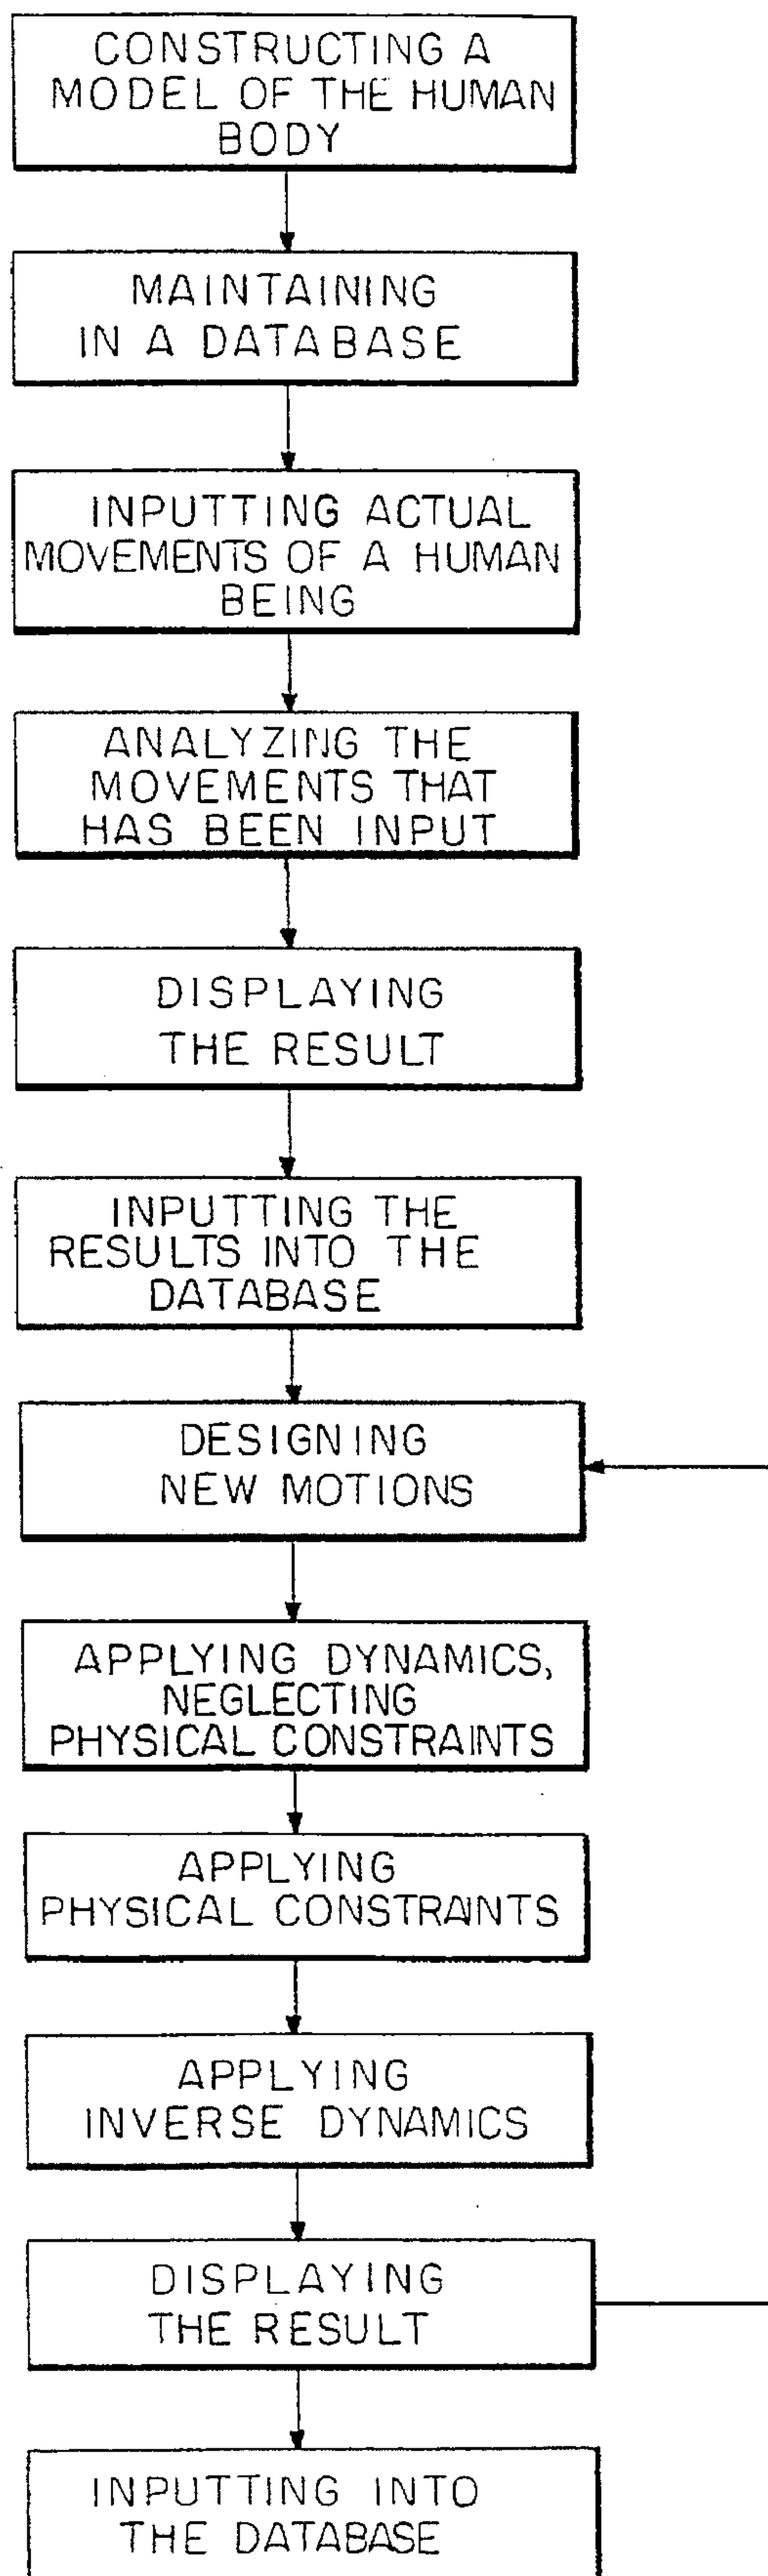 CONSTRUCTING A
MODEL OF THE HUMAN
BODY
MAINTAINING
IN A DATABASE
INPUTTING ACTUAL
MOVEMENTS OF A HUMAN
BEING
ANALYZING THE
MOVEMENTS THAT
HAS BEEN INPUT
DISPLAYING
THE RESULT
INPUTTING THE
RESULTS INTO THE
DATABASE
DESIGNING
NEW MOTIONS
APPLYING DYNAMICS,
NEGLECTING
PHYSICAL CONSTRAINTS
APPLYING
PHYSICAL CONSTRAINTS
APPLYING
INVERSE DYNAMICS
DISPLAYING
THE RESULT
INPUTTING INTO
THE DATABASE